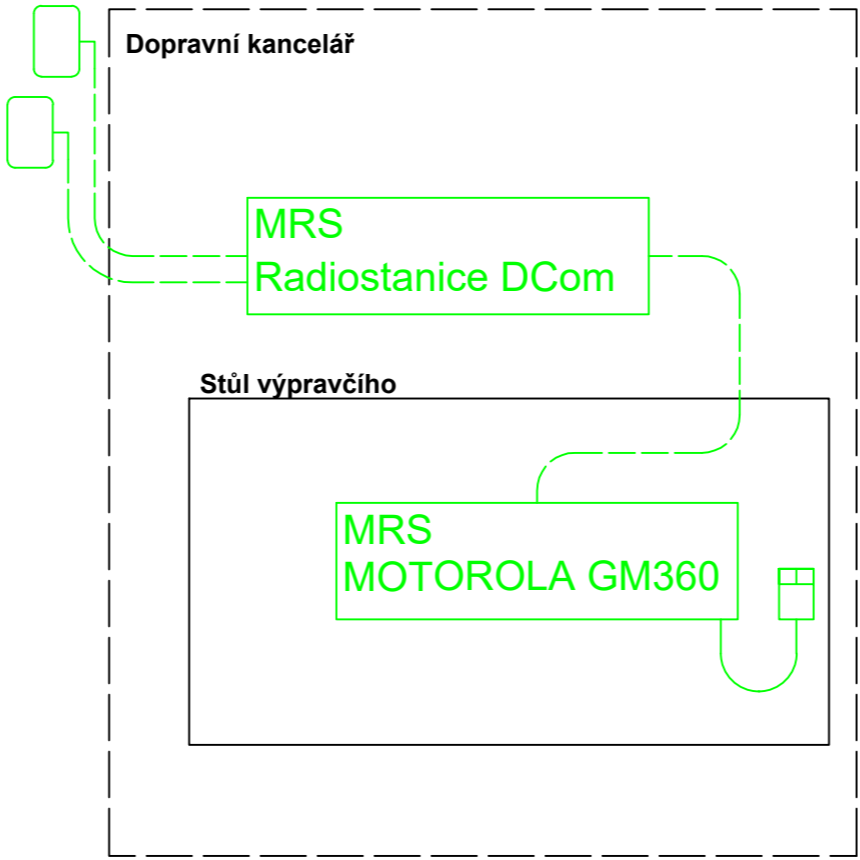 Dopravní kancelář
MRS
Radiostanice DCom
Stůl výpravčího
MRS
MOTOROLA GM360